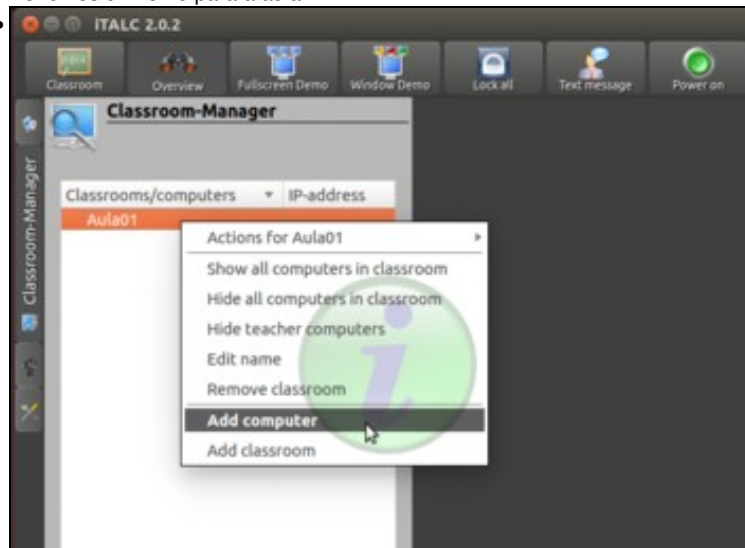 iTALC 2.0.2
Classroom
Overview
Fullscreen Demo
Window Demo
Lock all
Text message
Power on
Classroom-Manager
Classroom-Manager
Classrooms/computers
IP-address
Aula01
Actions for Aula01
Show all computers in classroom
Hide all computers in classroom
Hide teacher computers
Edit name
Remove classroom
Add computer
Add classroom